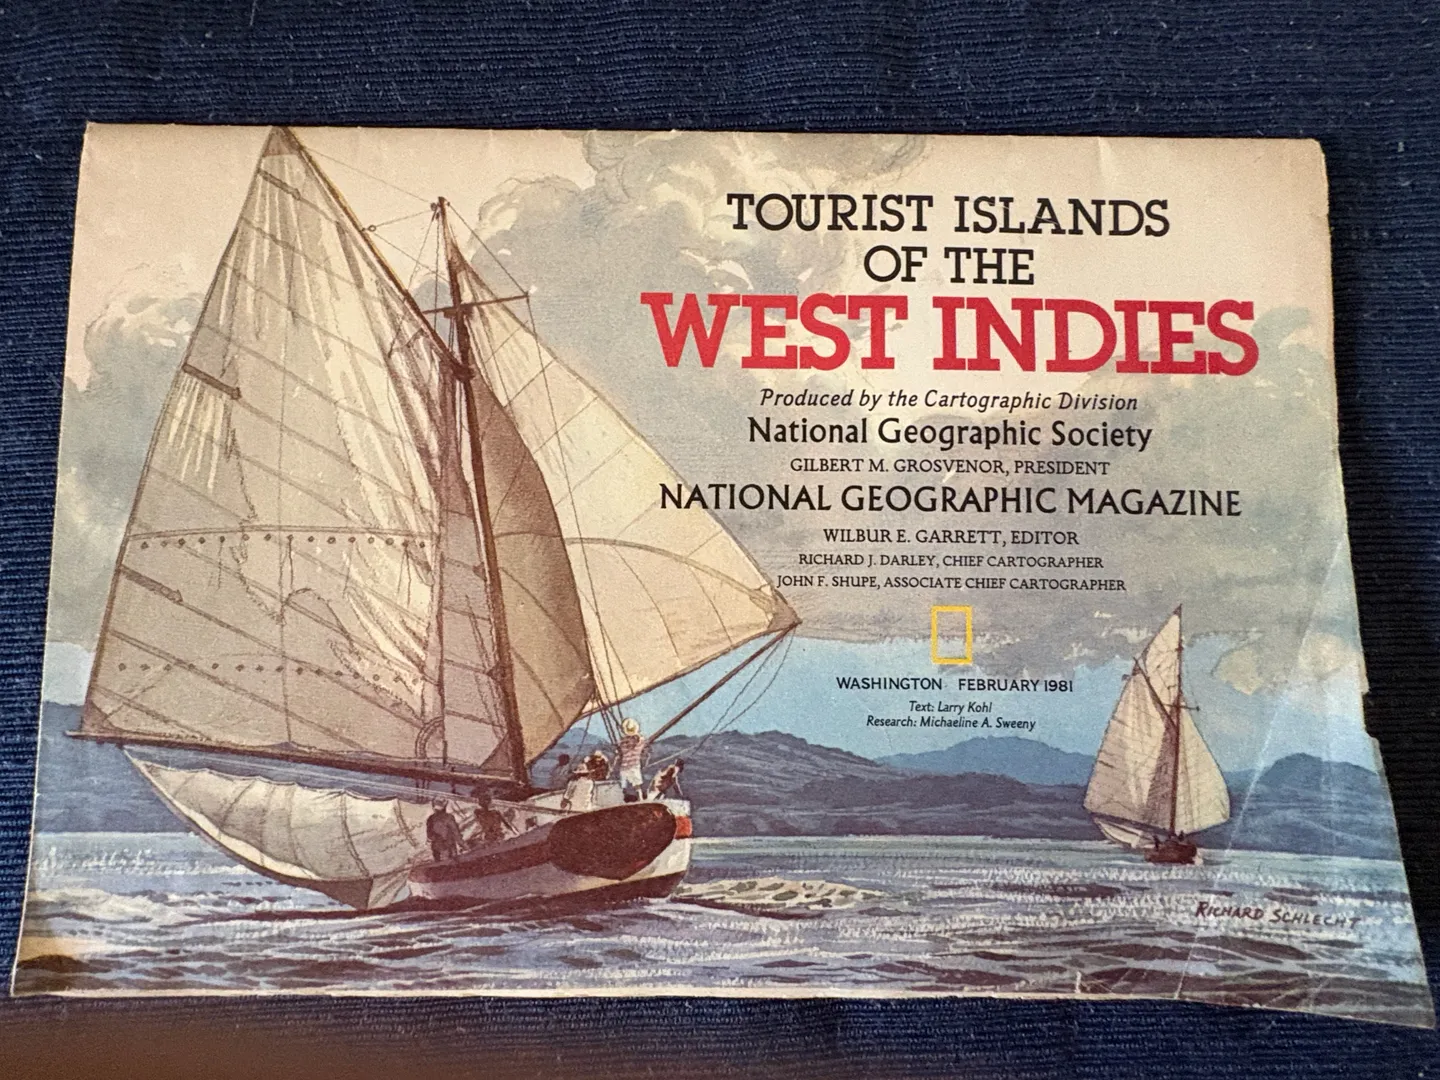 TOURIST ISLANDS
OF THE
WEST INDIES
Produced by the Cartographic Division
National Geographic Society
GILBERT M. GROSVENOR, PRESIDENT
NATIONAL GEOGRAPHIC MAGAZINE
WILBUR E. GARRETT, EDITOR
RICHARD J. DARLEY, CHIEF CARTOGRAPHER
JOHN F. SHUPE, ASSOCIATE CHIEF CARTOGRAPHER
WASHINGTON FEBRUARY 1981
Text: Larry Kohl
Research: Michaeline A. Sweeny
RICHARD SCHLECHT